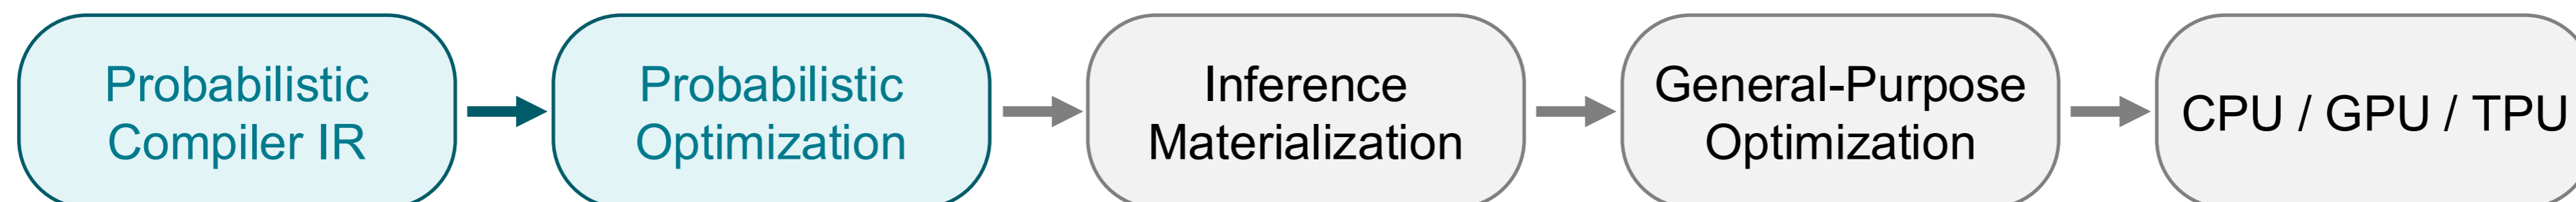 Probabilistic
Compiler IR
Probabilistic
Optimization
Inference
Materialization
General-Purpose
Optimization
CPU / GPU / TPU